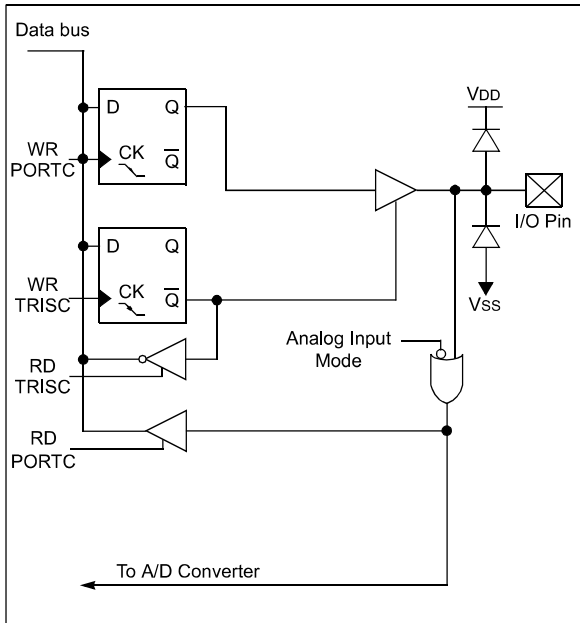 Data bus
D Q
CK
Q̅
WR
PORTC
VDD
I/O Pin
VSS
D Q
CK
Q̅
WR
TRISC
RD
TRISC
Analog Input
Mode
RD
PORTC
To A/D Converter